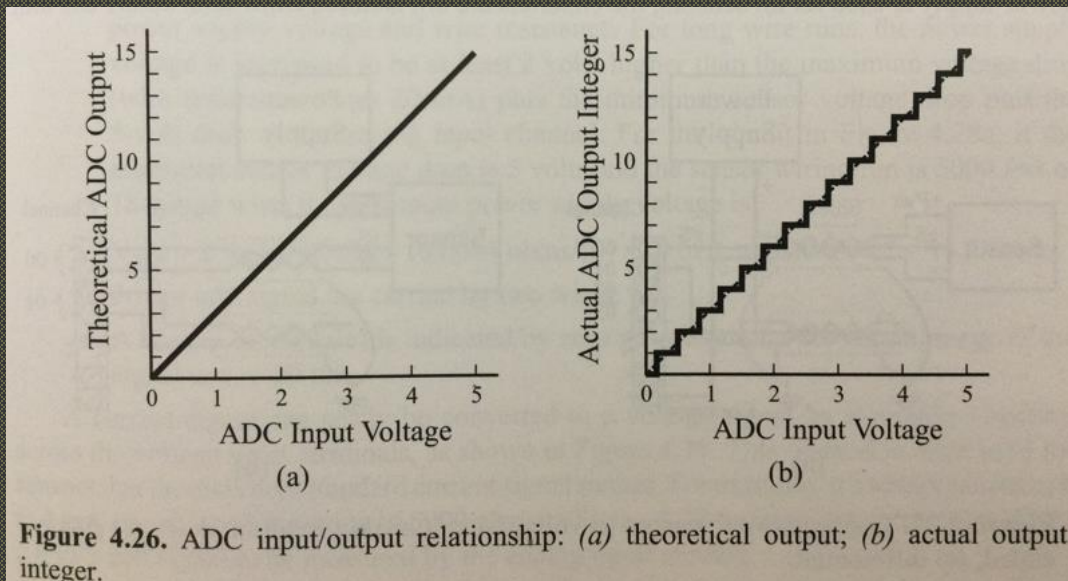 Theoretical ADC Output
15
10
5
0 1 2 3 4 5
ADC Input Voltage
(a)
Actual ADC Output Integer
15
10
5
0 1 2 3 4 5
ADC Input Voltage
(b)
Figure 4.26. ADC input/output relationship: (a) theoretical output; (b) actual output
integer.